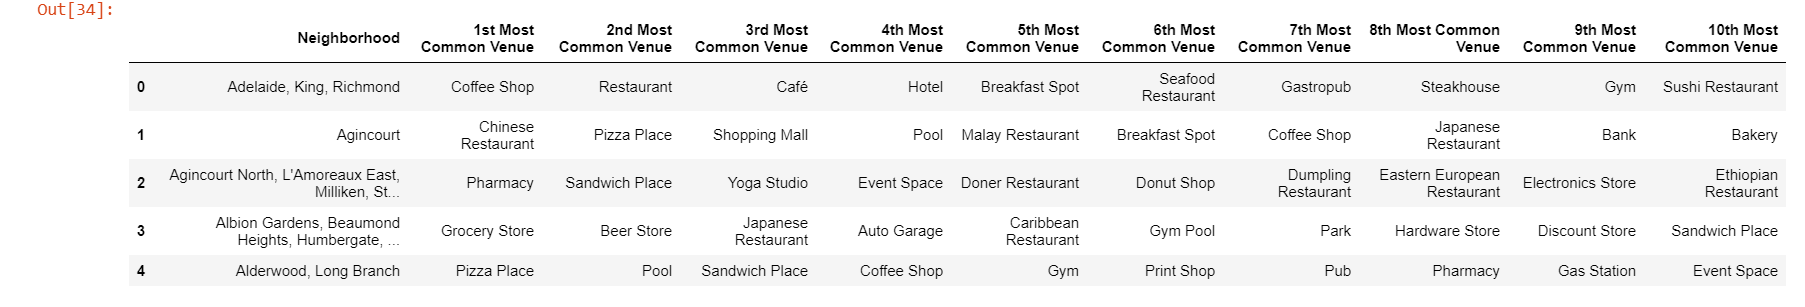 Out[34]:
Neighborhood 1st Most Common Venue 2nd Most Common Venue 3rd Most Common Venue 4th Most Common Venue 5th Most Common Venue 6th Most Common Venue 7th Most Common Venue 8th Most Common Venue 9th Most Common Venue 10th Most Common Venue
0 Adelaide, King, Richmond Coffee Shop Restaurant Café Hotel Breakfast Spot Seafood Restaurant Gastropub Steakhouse Gym Sushi Restaurant
1 Agincourt Chinese Restaurant Pizza Place Shopping Mall Pool Malay Restaurant Breakfast Spot Coffee Shop Japanese Restaurant Bank Bakery
2 Agincourt North, L'Amoreaux East, Milliken, St... Pharmacy Sandwich Place Yoga Studio Event Space Doner Restaurant Donut Shop Dumpling Restaurant Eastern European Restaurant Electronics Store Ethiopian Restaurant
3 Albion Gardens, Beaumond Heights, Humbergate, ... Grocery Store Beer Store Japanese Restaurant Auto Garage Caribbean Restaurant Gym Pool Park Hardware Store Discount Store Sandwich Place
4 Alderwood, Long Branch Pizza Place Pool Sandwich Place Coffee Shop Gym Print Shop Pub Pharmacy Gas Station Event Space